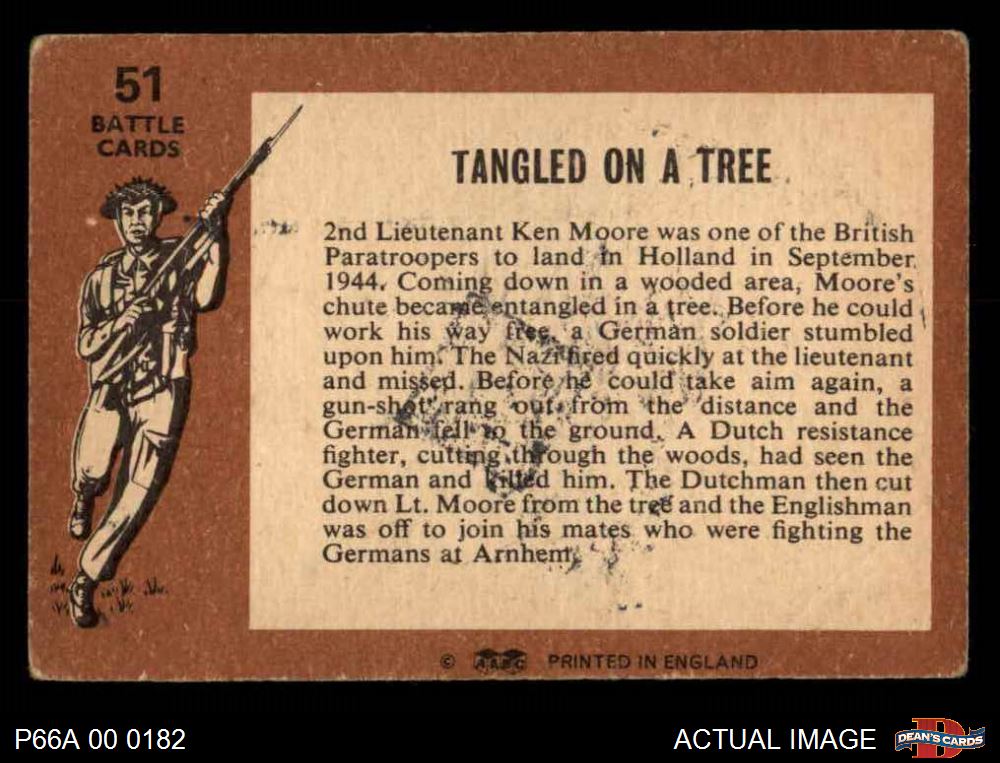 51
BATTLE
CARDS
TANGLED ON A TREE
2nd Lieutenant Ken Moore was one of the British
Paratroopers to land in Holland in September
1944. Coming down in a wooded area, Moore's
chute became entangled in a tree. Before he could
work his way free, a German soldier stumbled
upon him. The Nazi fired quickly at the lieutenant
and missed. Before he could take aim again, a
gun-shot rang out from the distance and the
German fell to the ground. A Dutch resistance
fighter, cutting through the woods, had seen the
German and killed him. The Dutchman then cut
down Lt. Moore from the tree and the Englishman
was off to join his mates who were fighting the
Germans at Arnhem.
© A&BC PRINTED IN ENGLAND
P66A 00 0182
ACTUAL IMAGE
DEAN'S CARDS